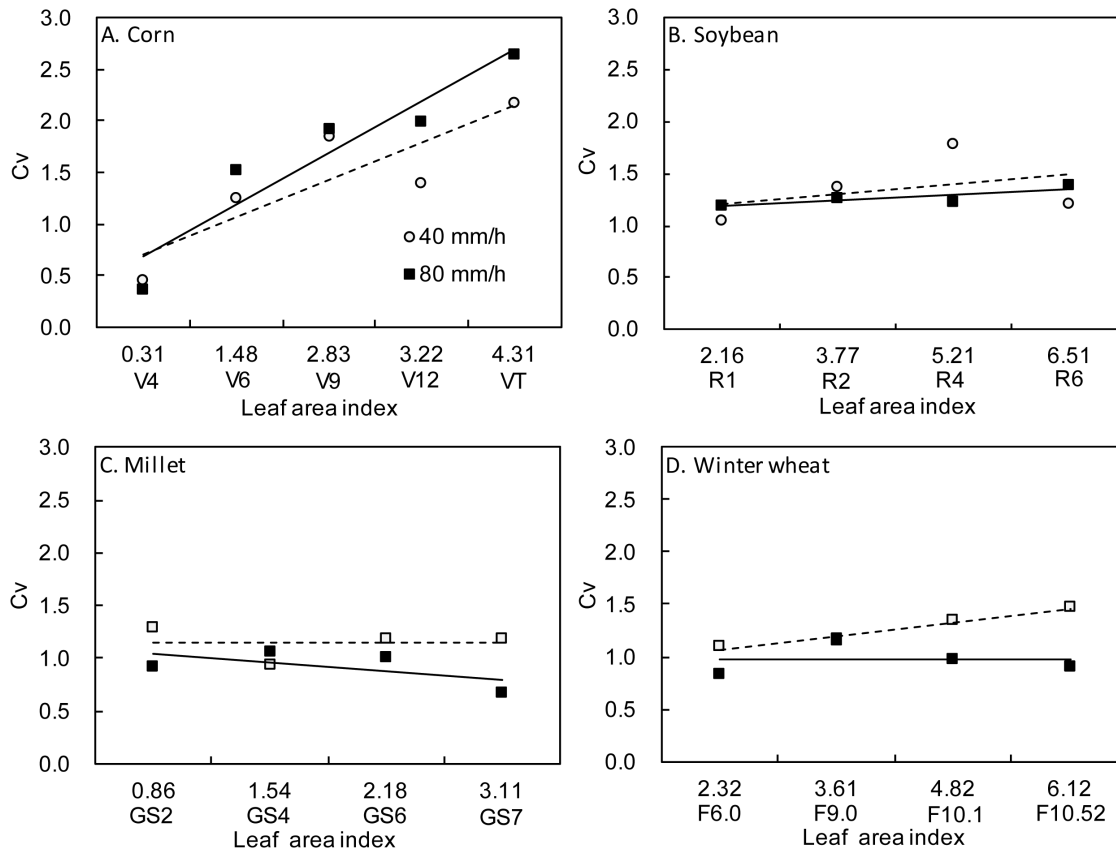 A. Corn
3.0
2.5
2.0
1.5
1.0
0.5
0.0
Cv
40 mm/h
80 mm/h
0.31 1.48 2.83 3.22 4.31
V4 V6 V9 V12 VT
Leaf area index
B. Soybean
3.0
2.5
2.0
1.5
1.0
0.5
0.0
Cv
2.16 3.77 5.21 6.51
R1 R2 R4 R6
Leaf area index
C. Millet
3.0
2.5
2.0
1.5
1.0
0.5
0.0
Cv
0.86 1.54 2.18 3.11
GS2 GS4 GS6 GS7
Leaf area index
D. Winter wheat
3.0
2.5
2.0
1.5
1.0
0.5
0.0
Cv
2.32 3.61 4.82 6.12
F6.0 F9.0 F10.1 F10.52
Leaf area index